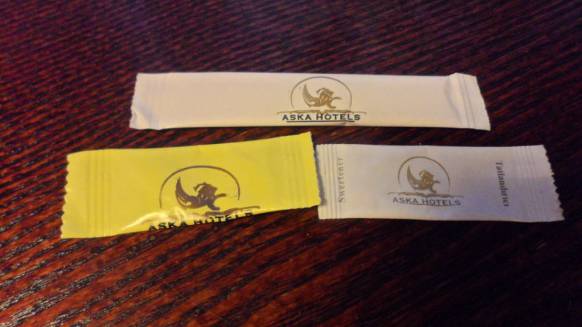 ASKA HOTELS
ASKA HOTELS
Sweetener
ASKA HOTELS
Tatlandırıcı